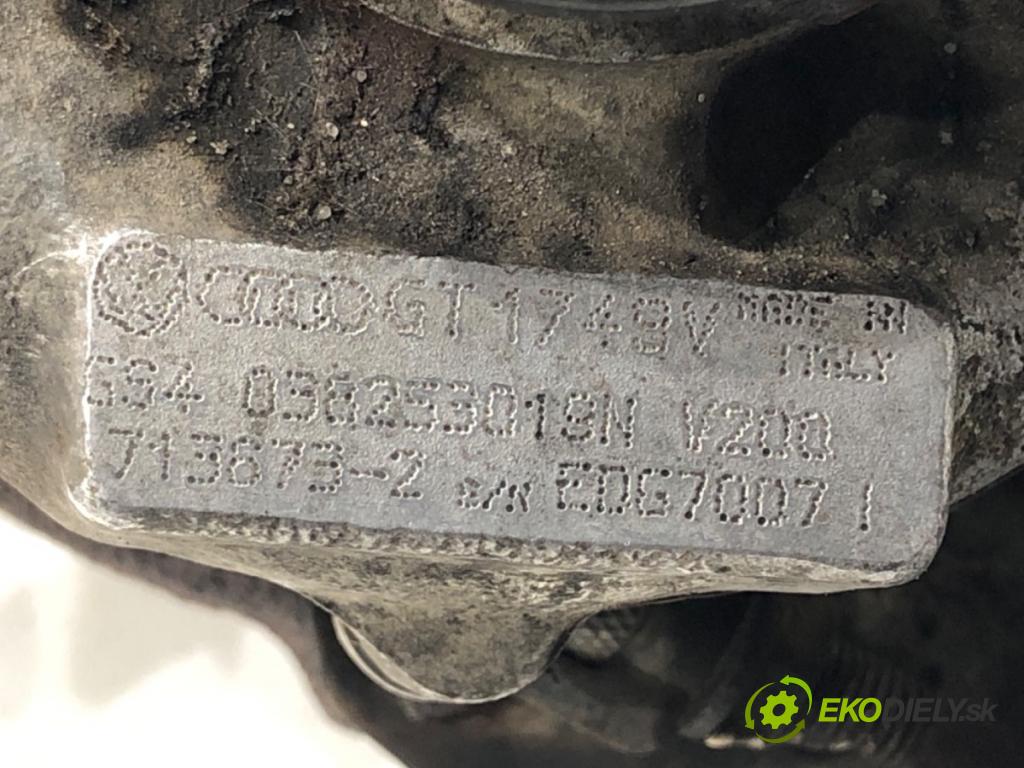 GT1749V MADE IN
ITALY
GS4 038253019N V200
713673-2 S/N EDG7007 I
EKODIELY.sk